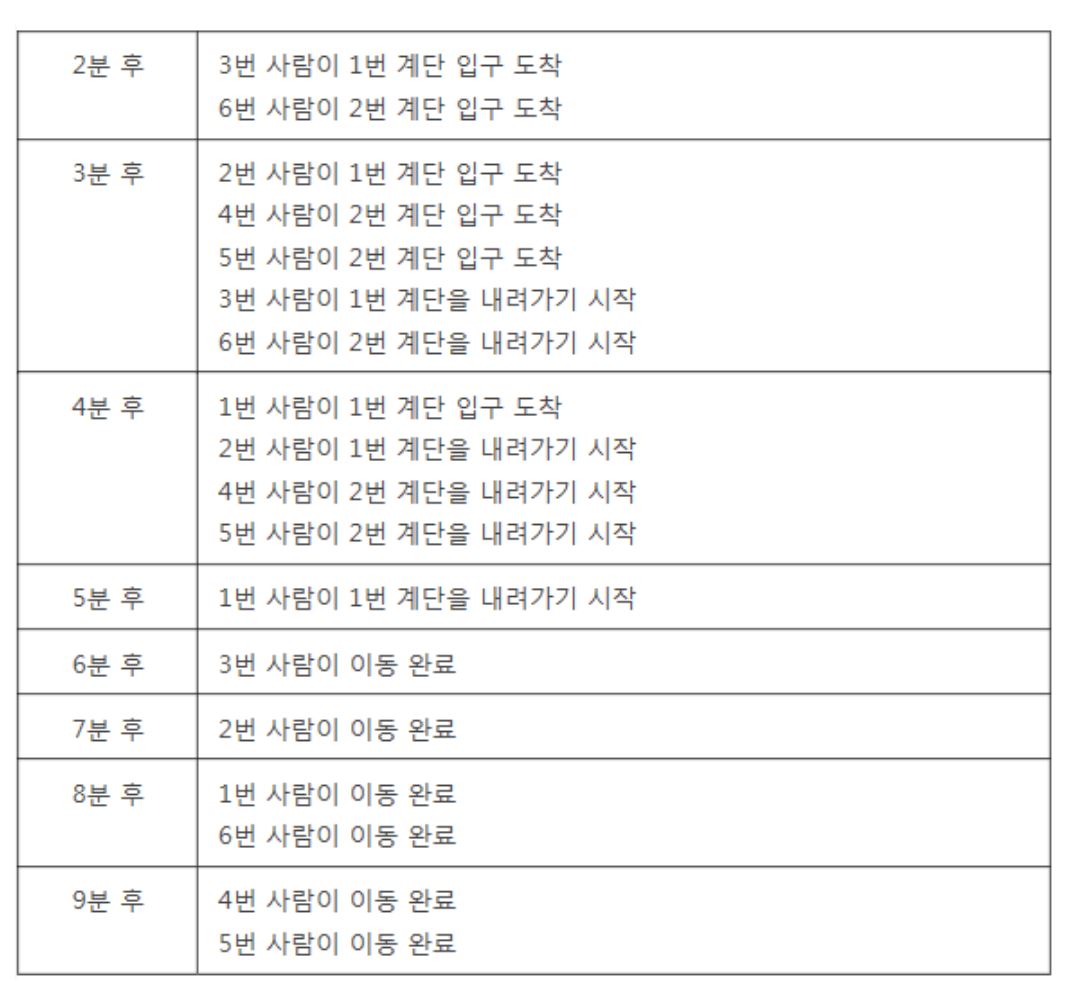 2분 후
3번 사람이 1번 계단 입구 도착
6번 사람이 2번 계단 입구 도착
3분 후
2번 사람이 1번 계단 입구 도착
4번 사람이 2번 계단 입구 도착
5번 사람이 2번 계단 입구 도착
3번 사람이 1번 계단을 내려가기 시작
6번 사람이 2번 계단을 내려가기 시작
4분 후
1번 사람이 1번 계단 입구 도착
2번 사람이 1번 계단을 내려가기 시작
4번 사람이 2번 계단을 내려가기 시작
5번 사람이 2번 계단을 내려가기 시작
5분 후
1번 사람이 1번 계단을 내려가기 시작
6분 후
3번 사람이 이동 완료
7분 후
2번 사람이 이동 완료
8분 후
1번 사람이 이동 완료
6번 사람이 이동 완료
9분 후
4번 사람이 이동 완료
5번 사람이 이동 완료